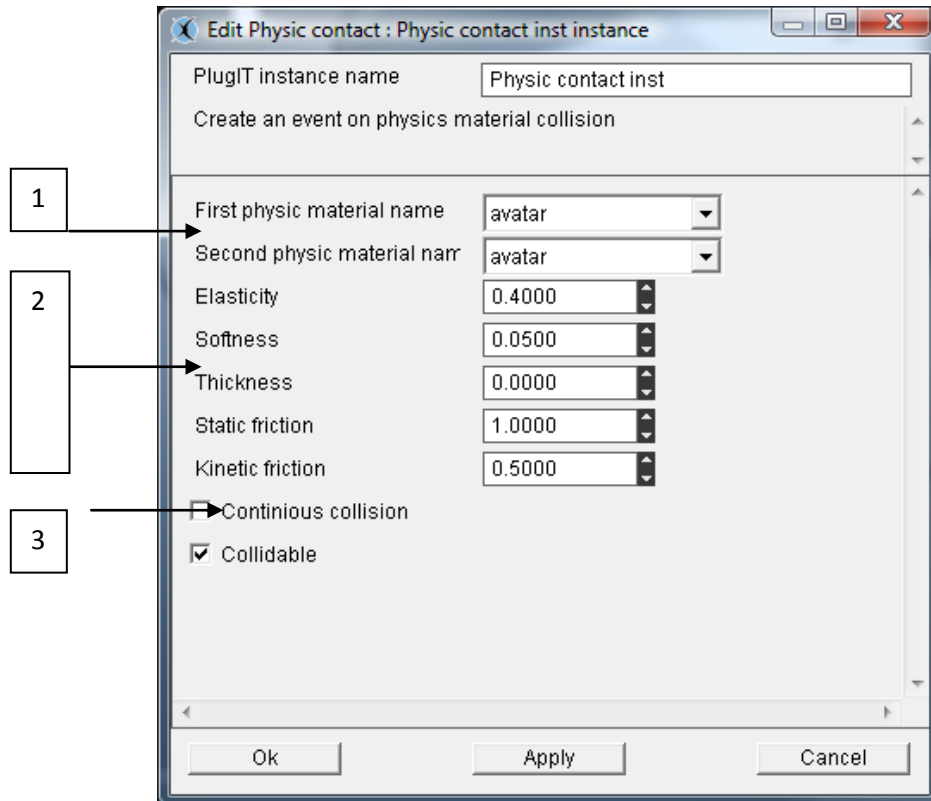 Edit Physic contact : Physic contact inst instance
PlugIT instance name
Physic contact inst
Create an event on physics material collision
1
First physic material name
avatar
Second physic material nam
avatar
2
Elasticity
0.4000
Softness
0.0500
Thickness
0.0000
Static friction
1.0000
Kinetic friction
0.5000
3
Continious collision
Collidable
Ok
Apply
Cancel